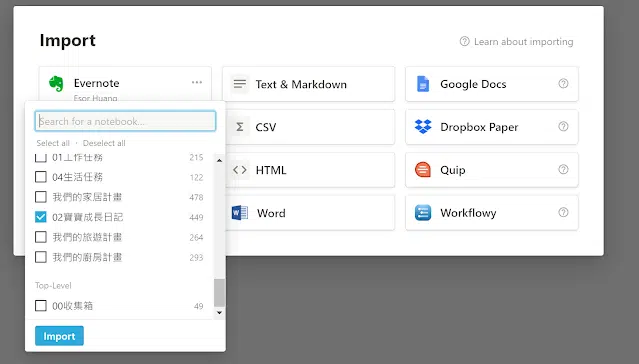 Import
Learn about importing
Evernote
Esor Huang
Text & Markdown
Google Docs
Search for a notebook...
Select all · Deselect all
CSV
Dropbox Paper
01工作任務 215
04生活任務 122
HTML
Quip
我們的家居計畫 478
02寶寶成長日記 449
Word
Workflowy
我們的旅遊計畫 264
我們的廚房計畫 293
Top-Level
00收集箱 49
Import